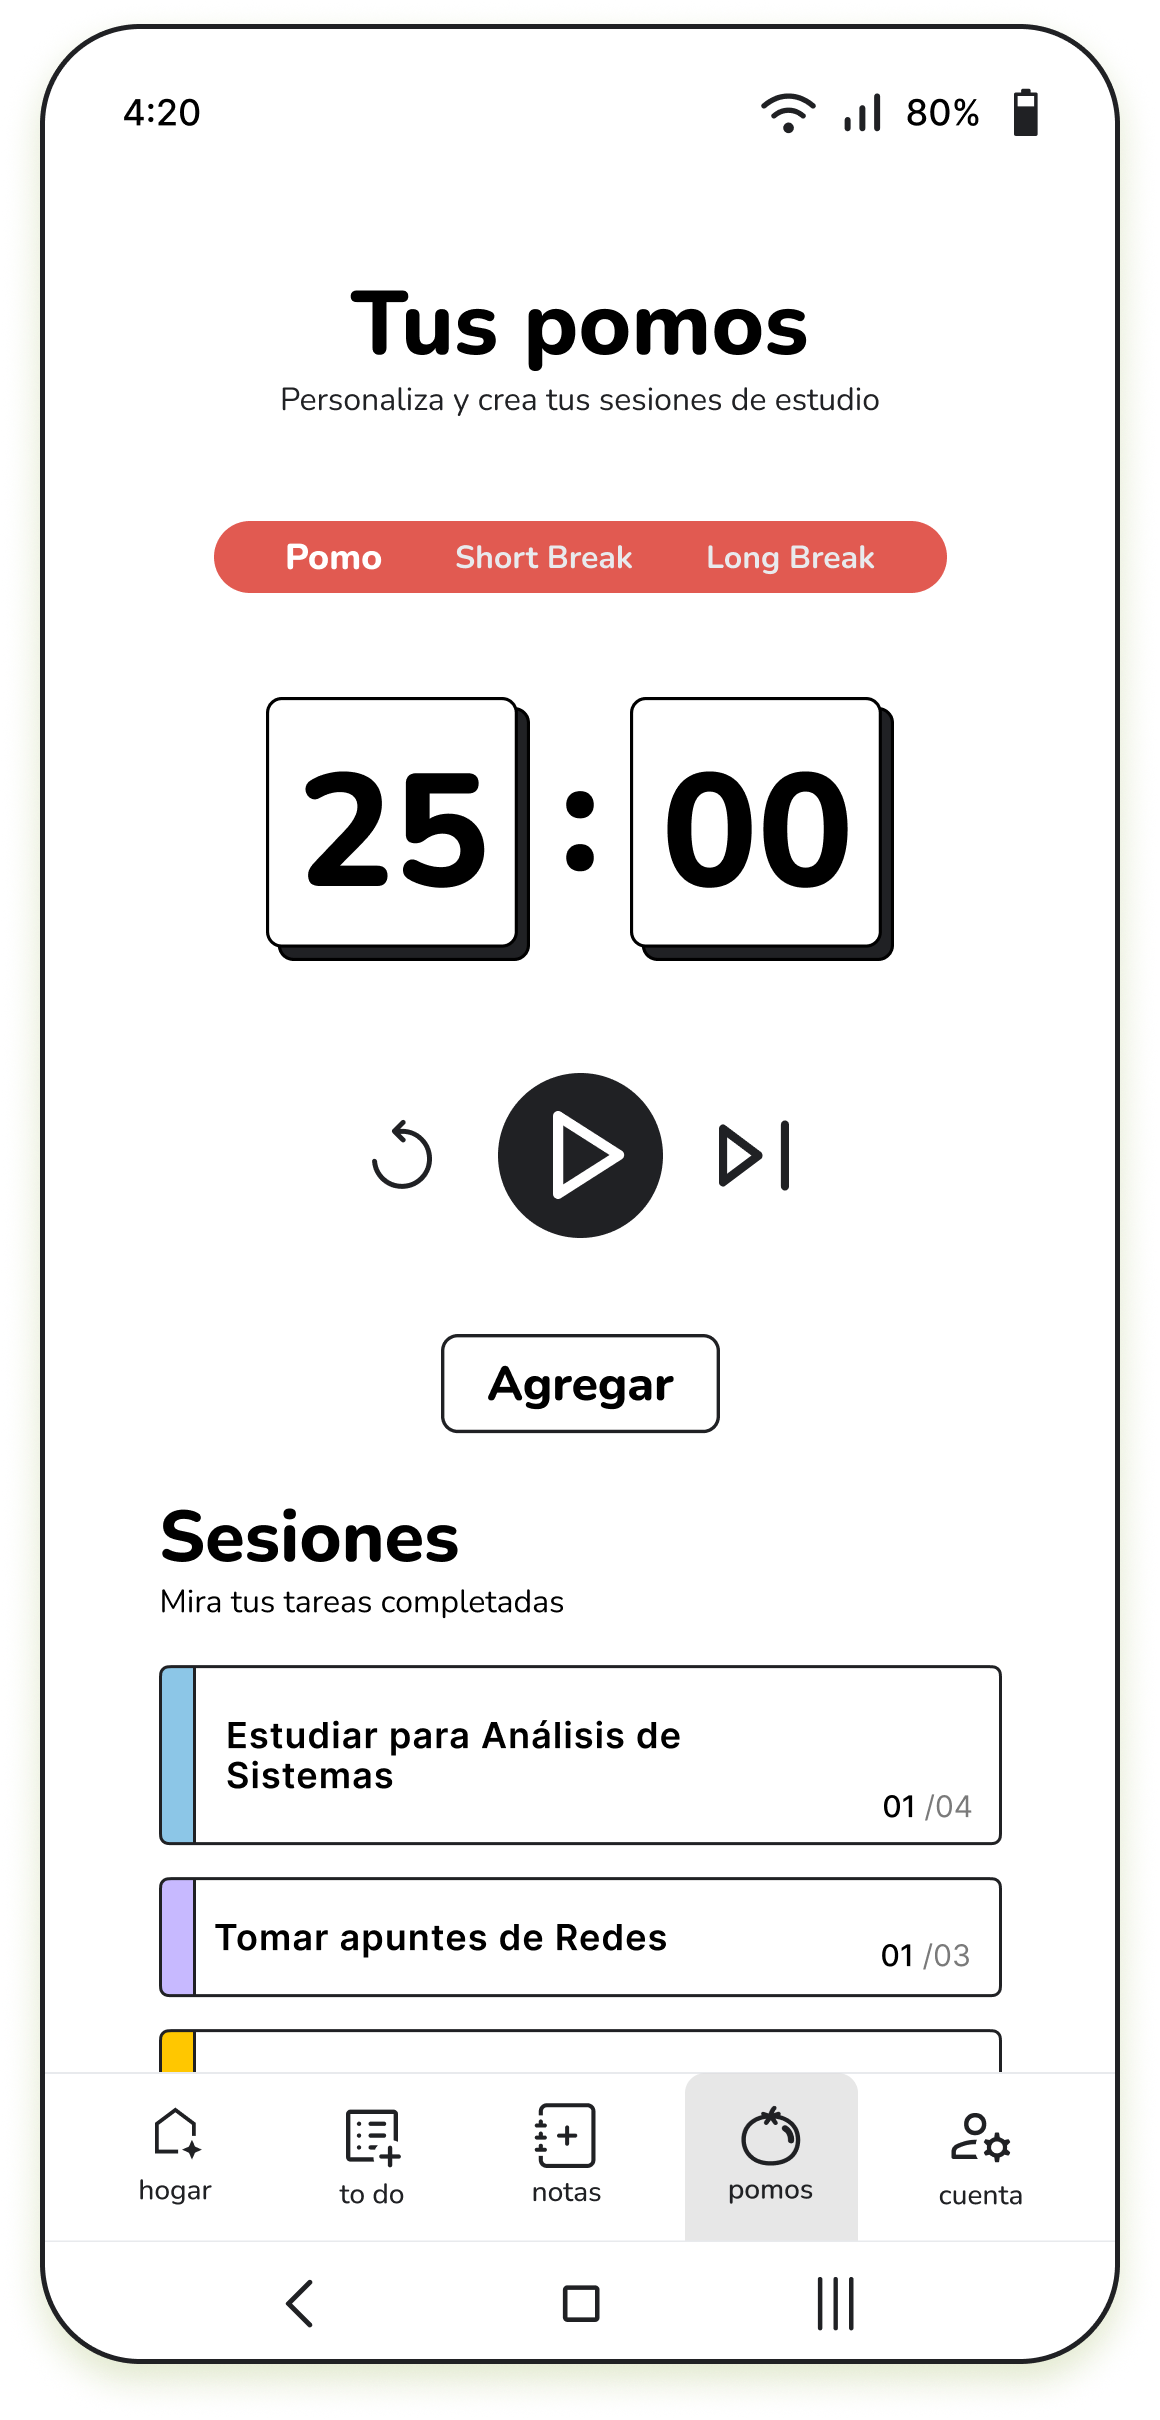 4:20
80%
Tus pomos
Personaliza y crea tus sesiones de estudio
Pomo Short Break Long Break
25 : 00
Agregar
Sesiones
Mira tus tareas completadas
Estudiar para Análisis de
Sistemas
01 /04
Tomar apuntes de Redes
01 /03
hogar to do notas pomos cuenta